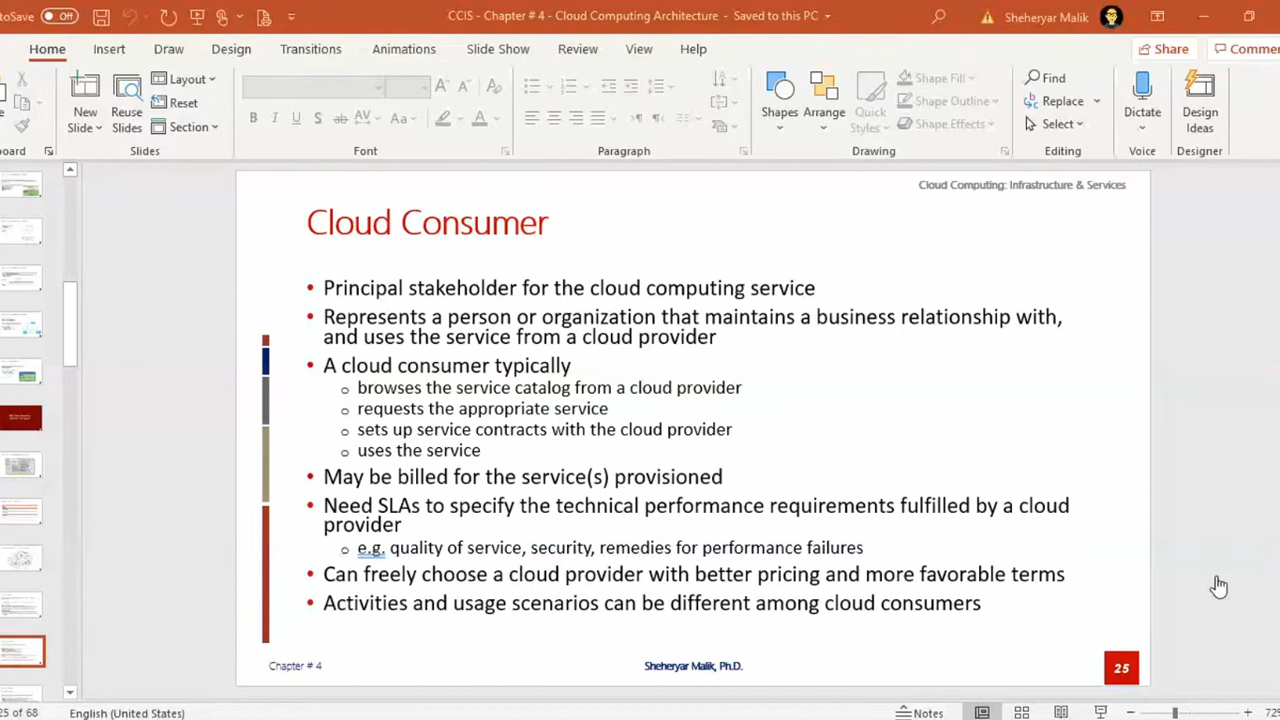 toSave Off CCIS - Chapter # 4 - Cloud Computing Architecture - Saved to this PC Sheheryar Malik
Home Insert Draw Design Transitions Animations Slide Show Review View Help Share Comme
New Slide Reuse Slides Layout Reset Section Shapes Arrange Quick Styles Shape Fill Shape Outline Shape Effects Find Replace Select Dictate Design Ideas
oard Slides Font Paragraph Drawing Editing Voice Designer
Cloud Computing: Infrastructure & Services
Cloud Consumer
• Principal stakeholder for the cloud computing service
• Represents a person or organization that maintains a business relationship with,
and uses the service from a cloud provider
• A cloud consumer typically
o browses the service catalog from a cloud provider
o requests the appropriate service
o sets up service contracts with the cloud provider
o uses the service
• May be billed for the service(s) provisioned
• Need SLAs to specify the technical performance requirements fulfilled by a cloud
provider
o e.g. quality of service, security, remedies for performance failures
• Can freely choose a cloud provider with better pricing and more favorable terms
• Activities and usage scenarios can be different among cloud consumers
Chapter # 4 Sheheryar Malik, Ph.D. 25
25 of 68 English (United States) Notes 72%